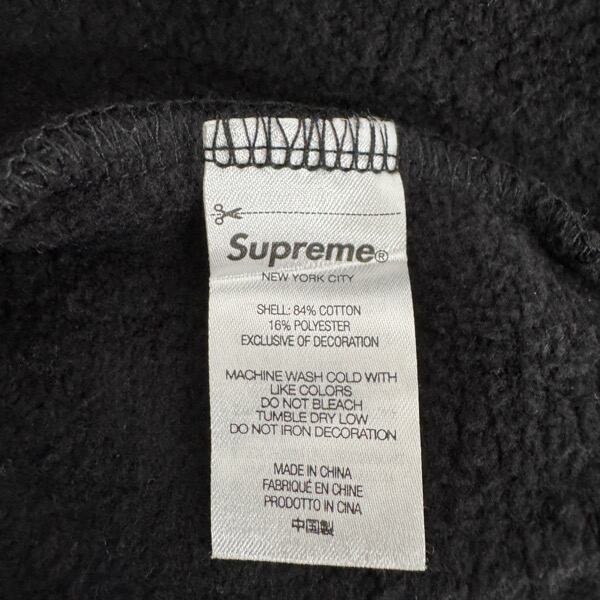 Supreme®
NEW YORK CITY
SHELL: 84% COTTON
16% POLYESTER
EXCLUSIVE OF DECORATION
MACHINE WASH COLD WITH
LIKE COLORS
DO NOT BLEACH
TUMBLE DRY LOW
DO NOT IRON DECORATION
MADE IN CHINA
FABRIQUÉ EN CHINE
PRODOTTO IN CINA
中国製